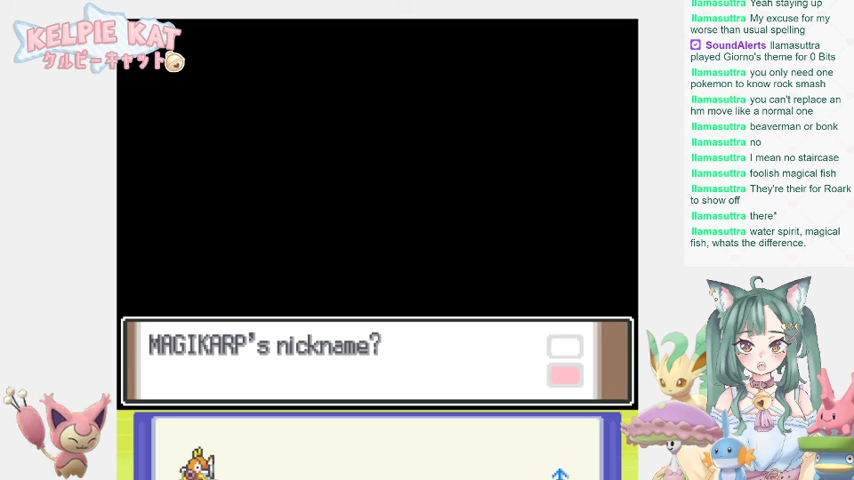 KELPIE KAT
クルピーキャット
MAGIKARP's nickname?
llamasuttra Yeah staying up
llamasuttra My excuse for my
worse than usual spelling
SoundAlerts llamasuttra
played Giorno's theme for 0 Bits
llamasuttra you only need one
pokemon to know rock smash
llamasuttra you can't replace an
hm move like a normal one
llamasuttra beaverman or bonk
llamasuttra no
llamasuttra I mean no staircase
llamasuttra foolish magical fish
llamasuttra They're their for Roark
to show off
llamasuttra there*
llamasuttra water spirit, magical
fish, whats the difference.